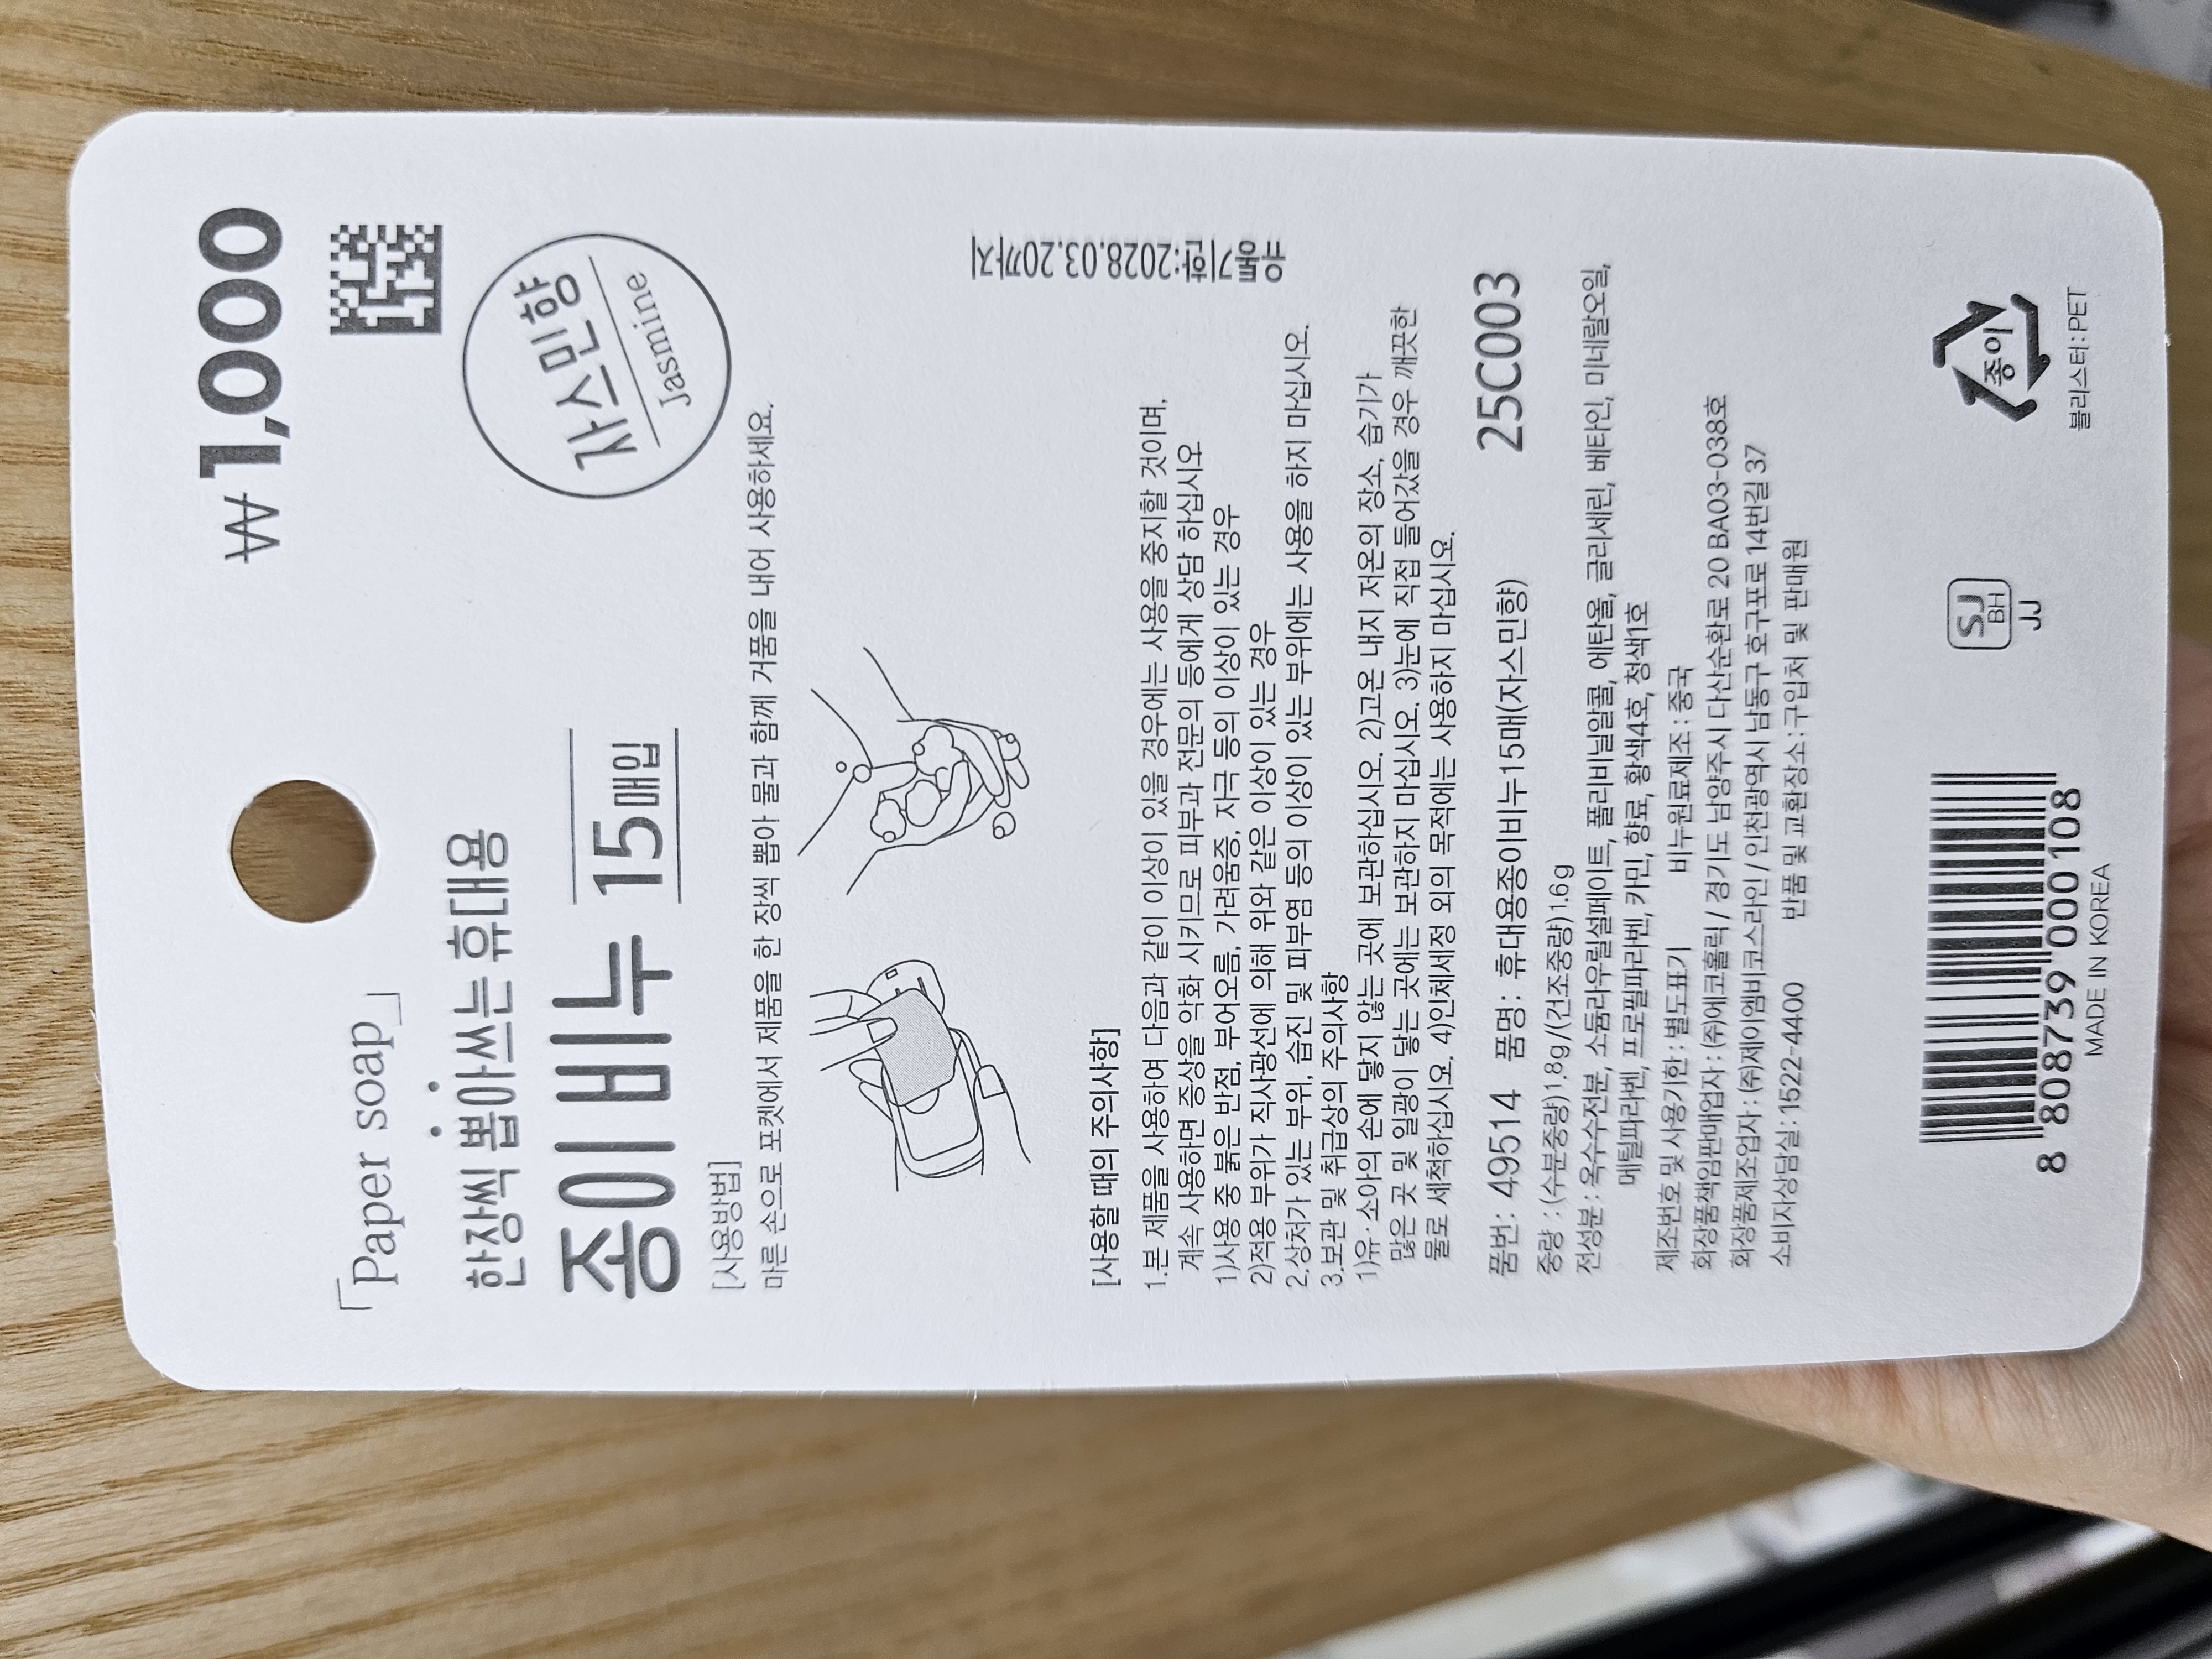 ₩1,000
「Paper soap」
한장씩 뽑아쓰는 휴대용
종이비누 15매입
자스민향
Jasmine
[사용방법]
마른 손으로 포켓에서 제품을 한 장씩 뽑아 물과 함께 거품을 내어 사용하세요.
유통기한:2028.03.20까지
[사용할 때의 주의사항]
1.본 제품을 사용하여 다음과 같이 이상이 있을 경우에는 사용을 중지할 것이며,
계속 사용하면 증상을 악화 시키므로 피부과 전문의 등에게 상담 하십시오
1)사용 중 붉은 반점, 부어오름, 가려움증, 자극 등의 이상이 있는 경우
2)적용 부위가 직사광선에 의해 위와 같은 이상이 있는 경우
2.상처가 있는 부위, 습진 및 피부염 등의 이상이 있는 부위에는 사용을 하지 마십시오.
3.보관 및 취급상의 주의사항
1)유·소아의 손에 닿지 않는 곳에 보관하십시오. 2)고온 내지 저온의 장소, 습기가
많은 곳 및 일광이 닿는 곳에는 보관하지 마십시오. 3)눈에 직접 들어갔을 경우 깨끗한
물로 세척하십시요. 4)인체세정 외의 목적에는 사용하지 마십시요.
품번: 49514 품명: 휴대용종이비누15매(자스민향) 25C003
중량 : (수분중량)1.8g/(건조중량)1.6g
전성분 : 옥수수전분, 소듐라우릴설페이트, 폴리비닐알콜, 에탄올, 글리세린, 베타인, 미네랄오일,
메틸파라벤, 프로필파라벤, 카민, 향료, 황색4호, 청색1호
제조번호 및 사용기한 : 별도표기 비누원료제조 : 중국
화장품책임판매업자 : (주)에코홀릭 / 경기도 남양주시 다산순환로 20 BA03-038호
화장품제조업자 : (주)제이엠비코스라인 / 인천광역시 남동구 호구포로 14번길 37
소비자상담실 : 1522-4400 반품 및 교환장소 : 구입처 및 판매원
8 808739 000108
MADE IN KOREA
SJ
BH
JJ
종이
블리스터: PET